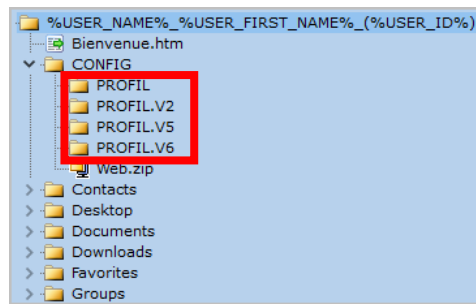 %USER_NAME%_%USER_FIRST_NAME%_(%USER_ID%)
Bienvenue.htm
CONFIG
PROFIL
PROFIL.V2
PROFIL.V5
PROFIL.V6
Web.zip
Contacts
Desktop
Documents
Downloads
Favorites
Groups